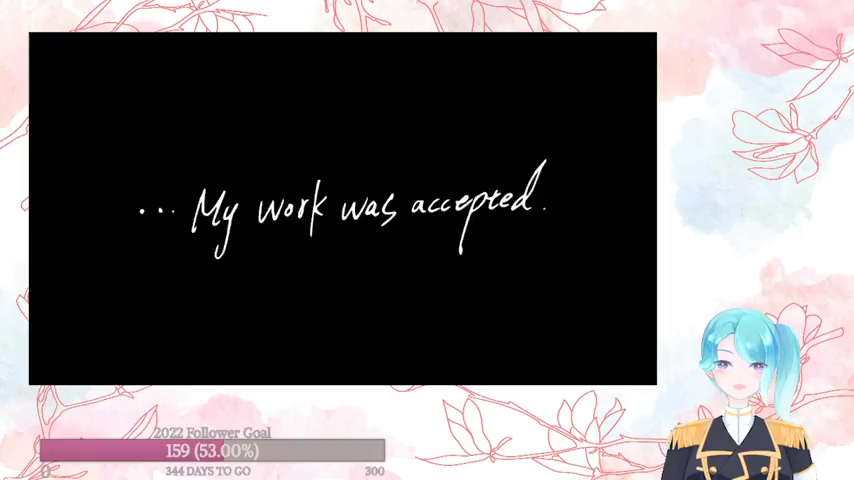 ... My work was accepted.
2022 Follower Goal
159 (53.00%)
0 344 DAYS TO GO 300